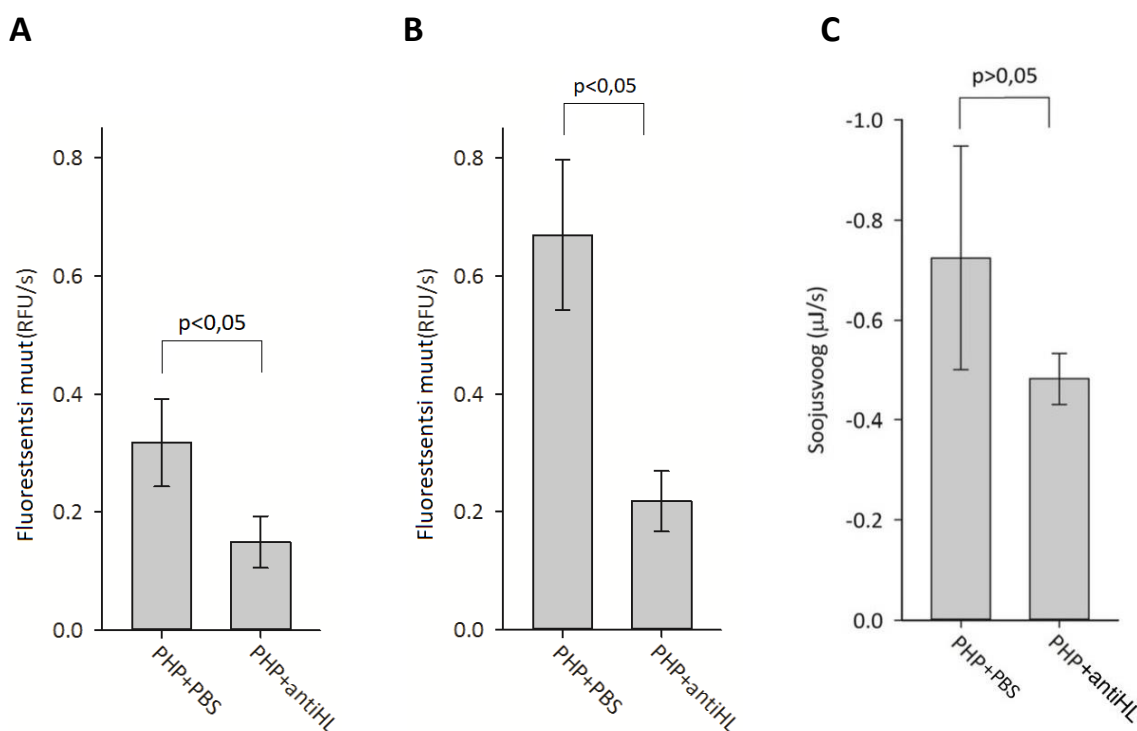 A
Fluorestsentsi muut(RFU/s)
0.8
0.6
0.4
0.2
0.0
p<0,05
PHP+PBS
PHP+antiHL
B
Fluorestsentsi muut(RFU/s)
0.8
0.6
0.4
0.2
0.0
p<0,05
PHP+PBS
PHP+antiHL
C
Soojusvoog (µJ/s)
-1.0
-0.8
-0.6
-0.4
-0.2
0.0
p>0,05
PHP+PBS
PHP+antiHL